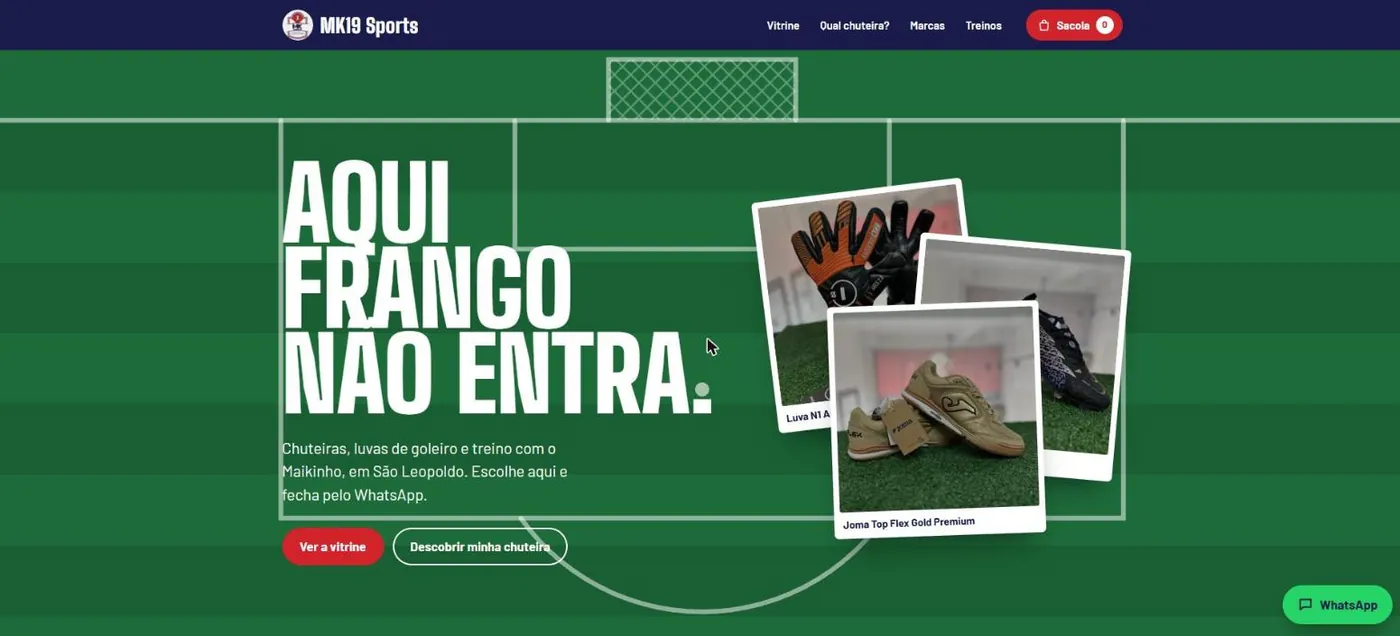 MK19 Sports
Vitrine
Qual chuteira?
Marcas
Treinos
Sacola 0
AQUI
FRANGO
NÃO ENTRA.
Chuteiras, luvas de goleiro e treino com o
Maikinho, em São Leopoldo. Escolhe aqui e
fecha pelo WhatsApp.
Ver a vitrine
Descobrir minha chuteira
Luva N1 A
Joma Top Flex Gold Premium
WhatsApp